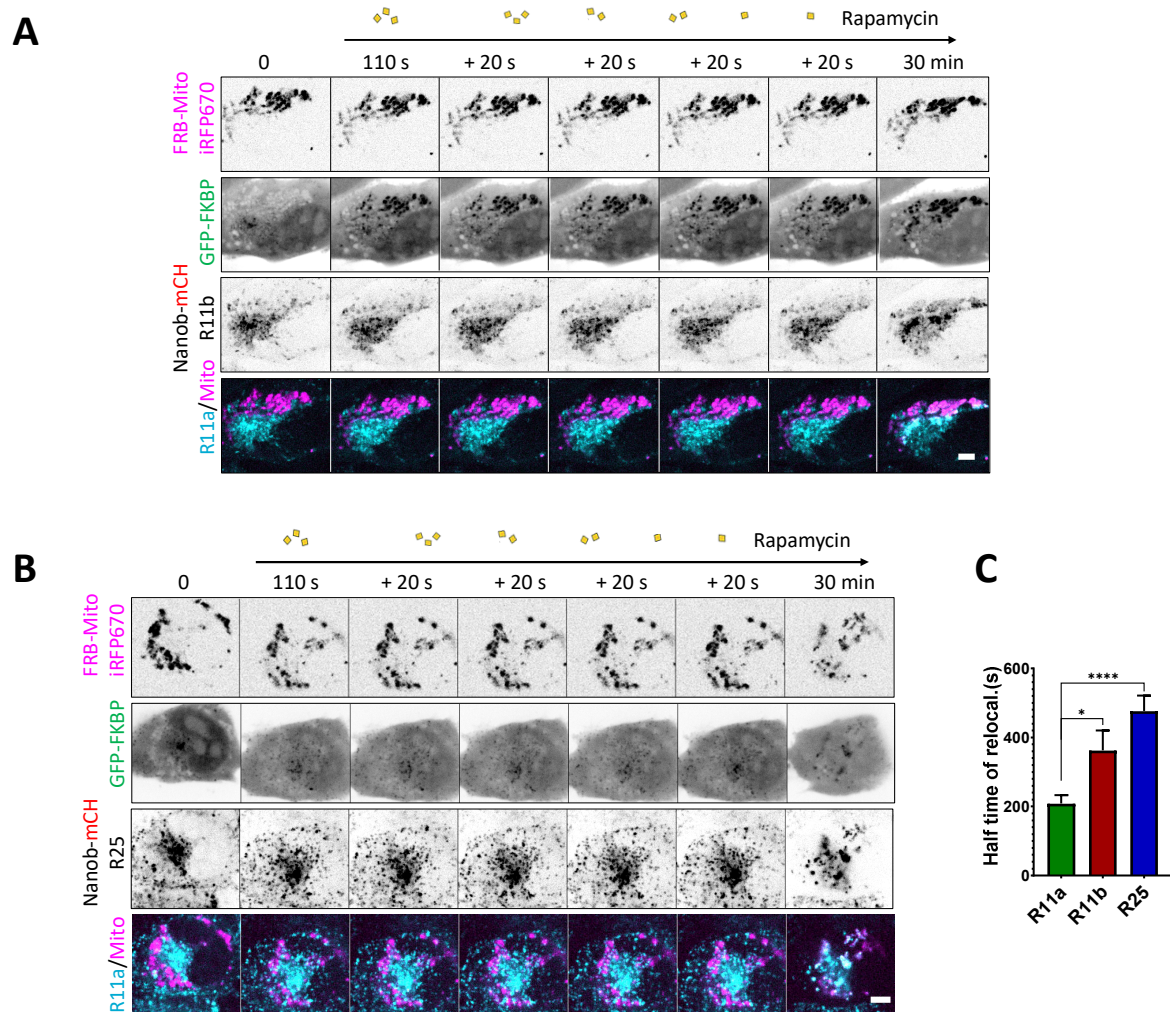 A
Rapamycin
0 110 s + 20 s + 20 s + 20 s + 20 s 30 min
FRB-Mito
iRFP670
GFP-FKBP
Nanob-mCH
R11b
R11a/Mito
B
Rapamycin
0 110 s + 20 s + 20 s + 20 s + 20 s 30 min
FRB-Mito
iRFP670
GFP-FKBP
Nanob-mCH
R25
R11a/Mito
C
Half time of relocal.(s)
600
400
200
0
****
*
R11a R11b R25